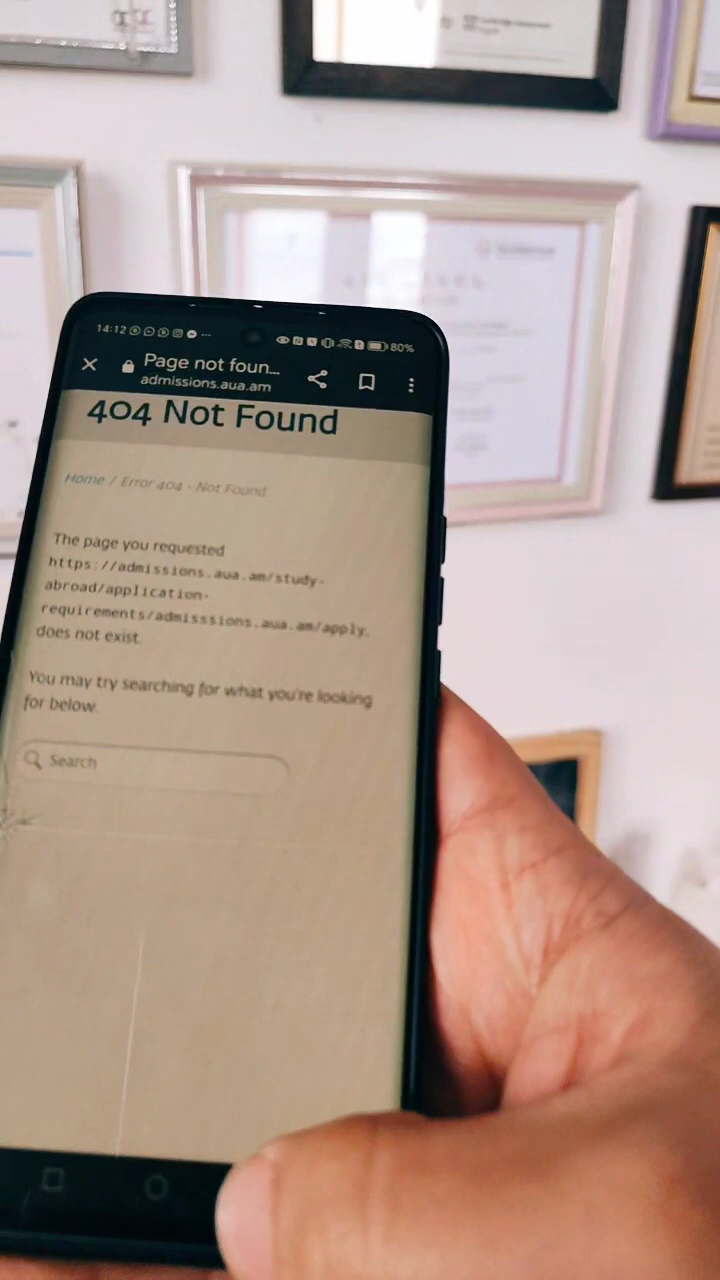 14:12
80%
Page not foun...
admissions.aua.am
404 Not Found
Home / Error 404 - Not Found
The page you requested
https://admissions.aua.am/study-
abroad/application-
requirements/admisssions.aua.am/apply.
does not exist.
You may try searching for what you're looking
for below.
Search